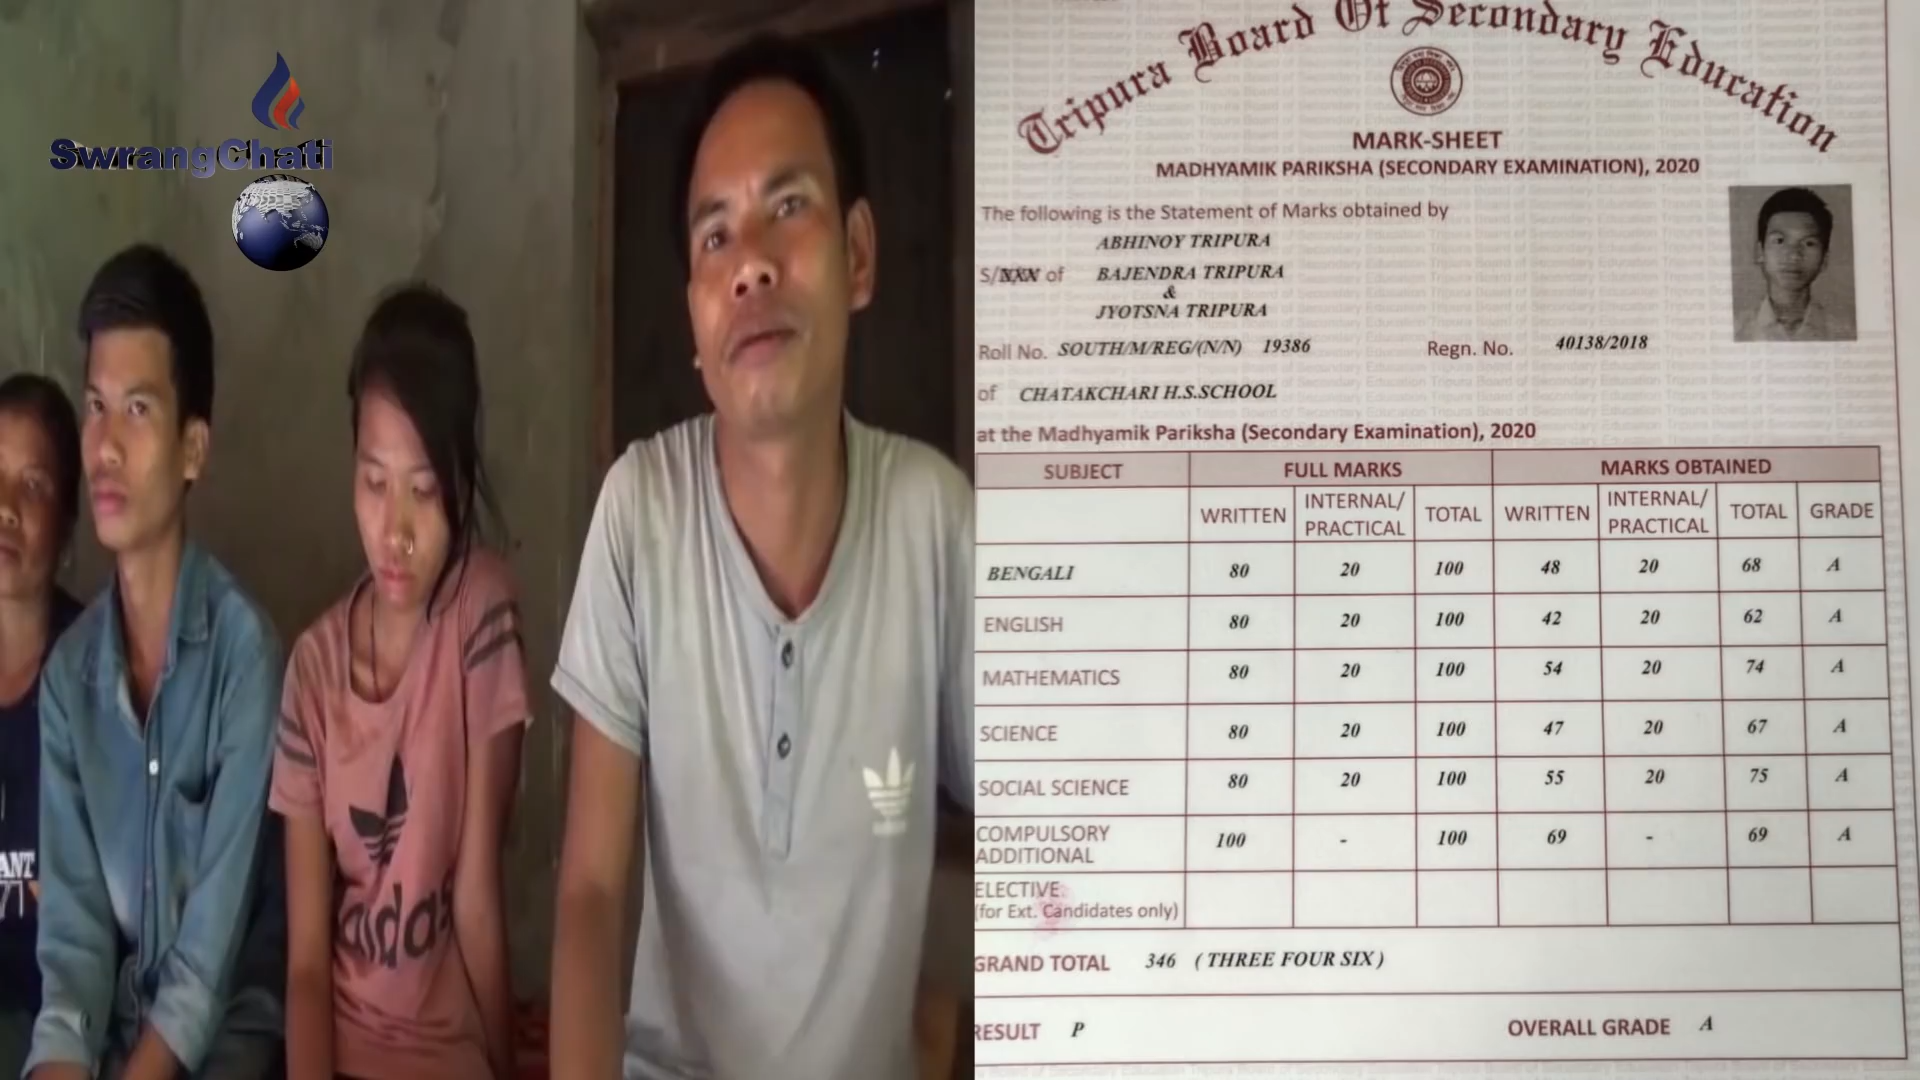 SwrangChati
ANT
71
adidas
Tripura Board Of Secondary Education
MARK-SHEET
MADHYAMIK PARIKSHA (SECONDARY EXAMINATION), 2020
The following is the Statement of Marks obtained by
ABHINOY TRIPURA
S/XXX of BAJENDRA TRIPURA
&
JYOTSNA TRIPURA
Roll No. SOUTH/M/REG/(N/N) 19386 Regn. No. 40138/2018
of CHATAKCHARI H.S.SCHOOL
at the Madhyamik Pariksha (Secondary Examination), 2020
SUBJECT FULL MARKS MARKS OBTAINED
WRITTEN INTERNAL/ PRACTICAL TOTAL WRITTEN INTERNAL/ PRACTICAL TOTAL GRADE
BENGALI 80 20 100 48 20 68 A
ENGLISH 80 20 100 42 20 62 A
MATHEMATICS 80 20 100 54 20 74 A
SCIENCE 80 20 100 47 20 67 A
SOCIAL SCIENCE 80 20 100 55 20 75 A
COMPULSORY ADDITIONAL 100 - 100 69 - 69 A
ELECTIVE
(for Ext. Candidates only)
GRAND TOTAL 346 ( THREE FOUR SIX )
RESULT P OVERALL GRADE A